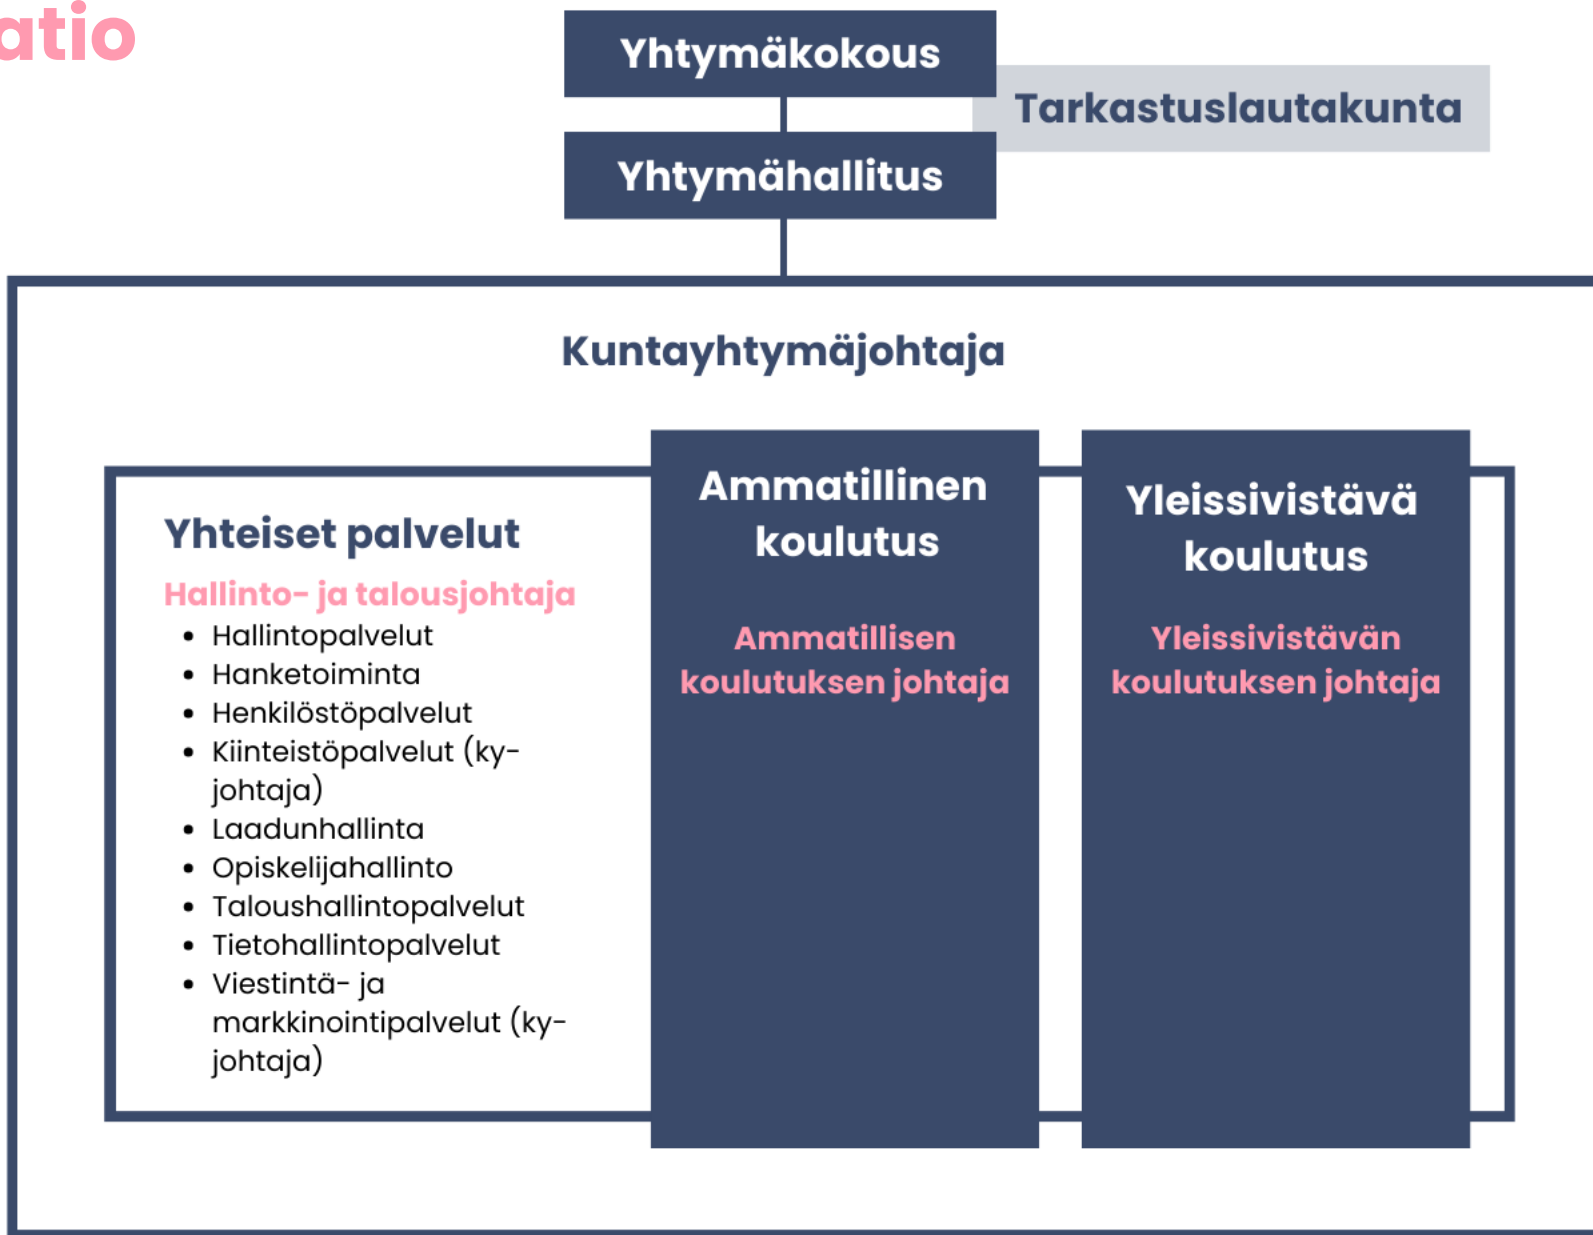 atio
Yhtymäkokous
Tarkastuslautakunta
Yhtymähallitus
Kuntayhtymäjohtaja
Yhteiset palvelut
Hallinto- ja talousjohtaja
• Hallintopalvelut
• Hanketoiminta
• Henkilöstöpalvelut
• Kiinteistöpalvelut (ky-
johtaja)
• Laadunhallinta
• Opiskelijahallinto
• Taloushallintopalvelut
• Tietohallintopalvelut
• Viestintä- ja
markkinointipalvelut (ky-
johtaja)
Ammatillinen
koulutus
Ammatillisen
koulutuksen johtaja
Yleissivistävä
koulutus
Yleissivistävän
koulutuksen johtaja